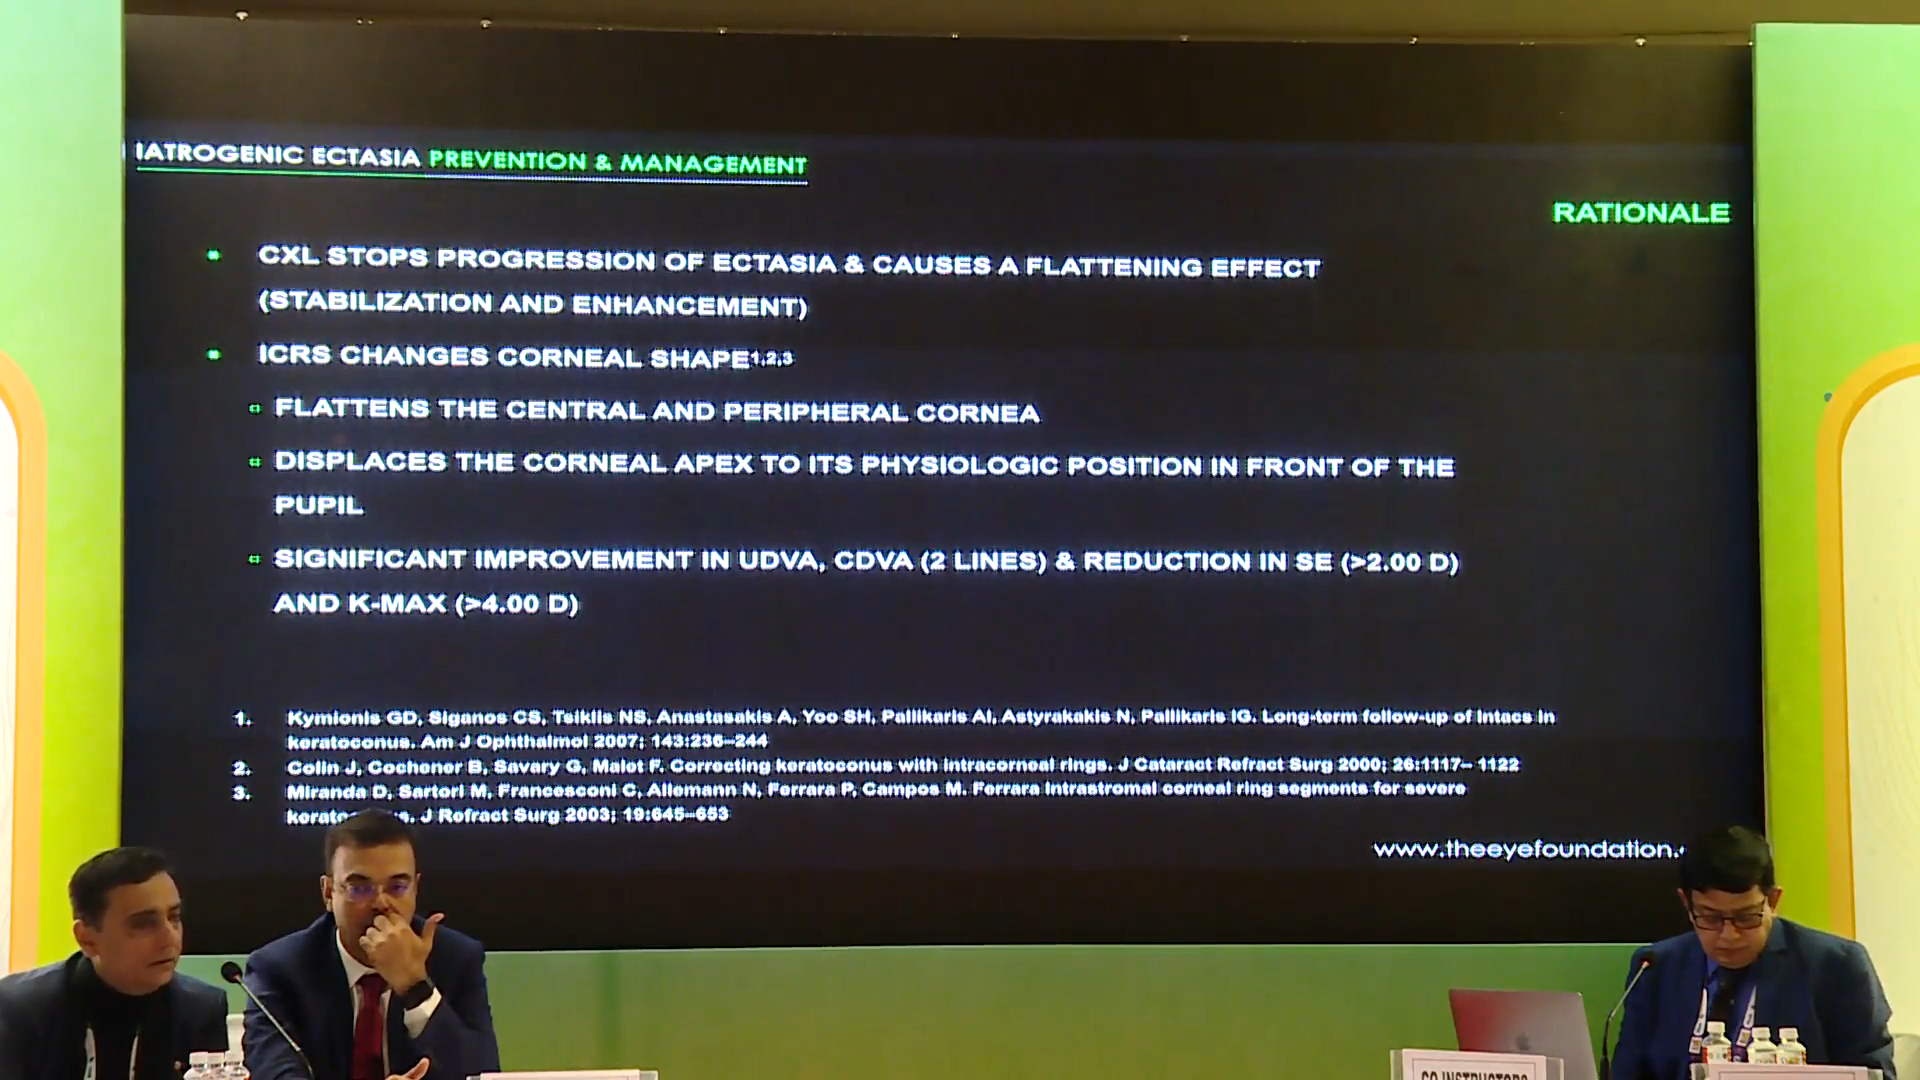 IATROGENIC ECTASIA PREVENTION & MANAGEMENT
RATIONALE
CXL STOPS PROGRESSION OF ECTASIA & CAUSES A FLATTENING EFFECT
(STABILIZATION AND ENHANCEMENT)
ICRS CHANGES CORNEAL SHAPE1,2,3
FLATTENS THE CENTRAL AND PERIPHERAL CORNEA
DISPLACES THE CORNEAL APEX TO ITS PHYSIOLOGIC POSITION IN FRONT OF THE
PUPIL
SIGNIFICANT IMPROVEMENT IN UDVA, CDVA (2 LINES) & REDUCTION IN SE (>2.00 D)
AND K-MAX (>4.00 D)
1. Kymionis GD, Siganos CS, Tsiklis NS, Anastasakis A, Yoo SH, Pallikaris AI, Astyrakakis N, Pallikaris IG. Long-term follow-up of Intacs in
keratoconus. Am J Ophthalmol 2007; 143:236–244
2. Colin J, Cochener B, Savary G, Malet F. Correcting keratoconus with intracorneal rings. J Cataract Refract Surg 2000; 26:1117– 1122
3. Miranda D, Sartori M, Francesconi C, Allemann N, Ferrara P, Campos M. Ferrara intrastromal corneal ring segments for severe
J Refract Surg 2003; 19:645–653
www.theeyefoundation.
CO INSTRUCTORS